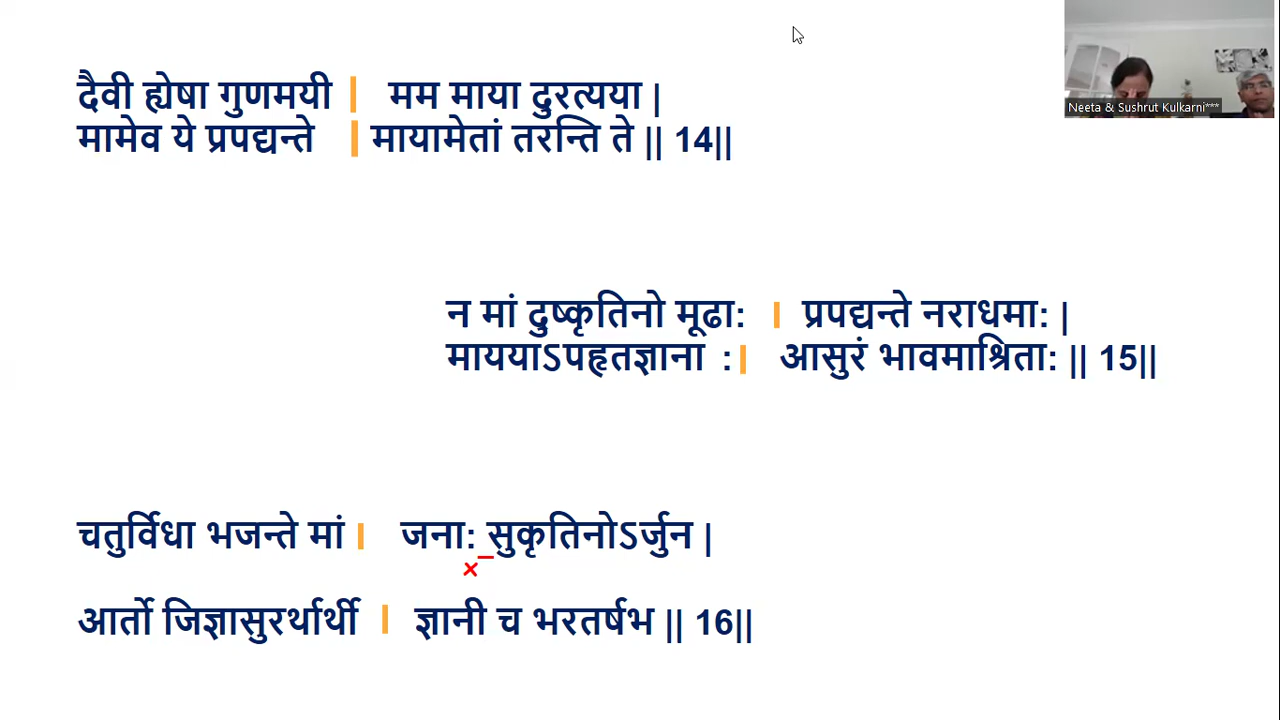 दैवी ह्येषा गुणमयी | मम माया दुरत्यया |
मामेव ये प्रपद्यन्ते | मायामेतां तरन्ति ते || 14||
Neeta & Sushrut Kulkarni***
न मां दुष्कृतिनो मूढा: | प्रपद्यन्ते नराधमा: |
माययाऽपहृतज्ञाना : | आसुरं भावमाश्रिता: || 15||
चतुर्विधा भजन्ते मां | जना: सुकृतिनोऽर्जुन |
×
आर्तो जिज्ञासुरर्थार्थी | ज्ञानी च भरतर्षभ || 16||